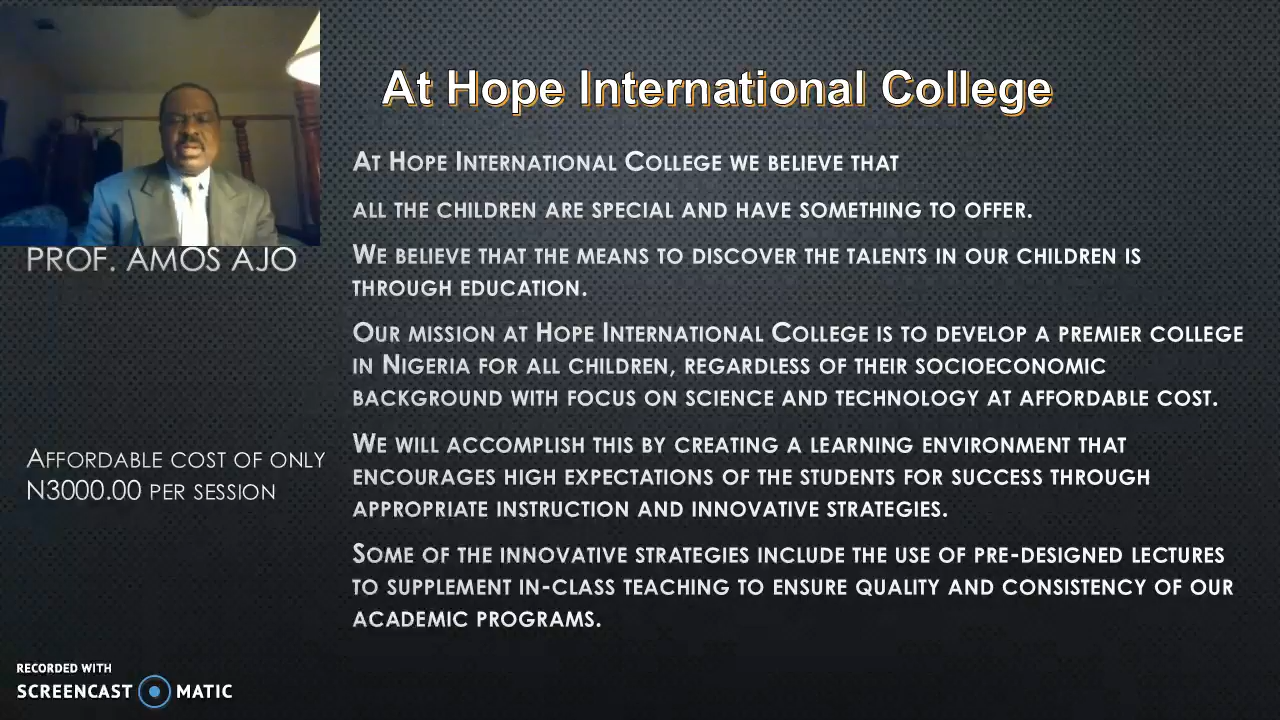 At Hope International College
PROF. AMOS AJO
AFFORDABLE COST OF ONLY
N3000.00 PER SESSION
AT HOPE INTERNATIONAL COLLEGE WE BELIEVE THAT
ALL THE CHILDREN ARE SPECIAL AND HAVE SOMETHING TO OFFER.
WE BELIEVE THAT THE MEANS TO DISCOVER THE TALENTS IN OUR CHILDREN IS
THROUGH EDUCATION.
OUR MISSION AT HOPE INTERNATIONAL COLLEGE IS TO DEVELOP A PREMIER COLLEGE
IN NIGERIA FOR ALL CHILDREN, REGARDLESS OF THEIR SOCIOECONOMIC
BACKGROUND WITH FOCUS ON SCIENCE AND TECHNOLOGY AT AFFORDABLE COST.
WE WILL ACCOMPLISH THIS BY CREATING A LEARNING ENVIRONMENT THAT
ENCOURAGES HIGH EXPECTATIONS OF THE STUDENTS FOR SUCCESS THROUGH
APPROPRIATE INSTRUCTION AND INNOVATIVE STRATEGIES.
SOME OF THE INNOVATIVE STRATEGIES INCLUDE THE USE OF PRE-DESIGNED LECTURES
TO SUPPLEMENT IN-CLASS TEACHING TO ENSURE QUALITY AND CONSISTENCY OF OUR
ACADEMIC PROGRAMS.
RECORDED WITH
SCREENCAST MATIC